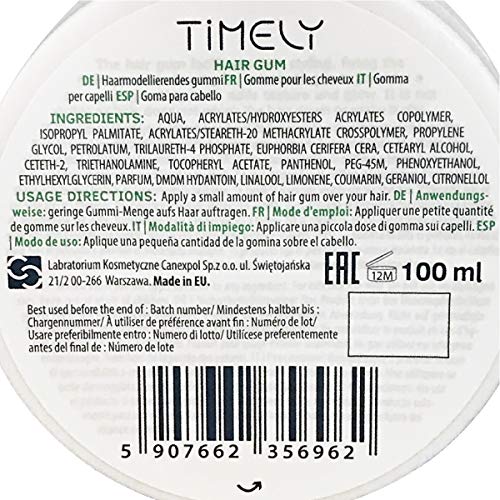 TiMELY
HAIR GUM
DE | Haarmodellierendes gummi FR | Gomme pour les cheveux IT | Gomma
per capelli ESP | Goma para cabello
INGREDIENTS: AQUA, ACRYLATES/HYDROXYESTERS ACRYLATES COPOLYMER,
ISOPROPYL PALMITATE, ACRYLATES/STEARETH-20 METHACRYLATE CROSSPOLYMER, PROPYLENE
GLYCOL, PETROLATUM, TRILAURETH-4 PHOSPHATE, EUPHORBIA CERIFERA CERA, CETEARYL ALCOHOL,
CETETH-2, TRIETHANOLAMINE, TOCOPHERYL ACETATE, PANTHENOL, PEG-45M, PHENOXYETHANOL,
ETHYLHEXYLGLYCERIN, PARFUM, DMDM HYDANTOIN, LINALOOL, LIMONENE, COUMARIN, GERANIOL, CITRONELLOL
USAGE DIRECTIONS: Apply a small amount of hair gum over your hair. DE | Anwendungs-
weise: geringe Gummi-Menge aufs Haar auftragen. FR | Mode d'emploi: Appliquer une petite quantité
de gomme sur les cheveux. IT | Modalità di impiego: Applicare una piccola dose di gomma sui capelli. ESP
| Modo de uso: Aplique una pequeña cantidad de la gomina sobre el cabello.
Labratorium Kosmetyczne Canexpol Sp.z o.o. ul. Świętojańska
21/2 00-266 Warszawa. Made in EU.
EAC 12M 100 ml
Best used before the end of : Batch number/ Mindestens haltbar bis :
Chargennummer/ À utiliser de préférence avant fin : Numéro de lot/
Usare preferibilmente entro : Numero di lotto/ Utilícese preferentemente
antes del final de : Número de lote
5 907662 356962